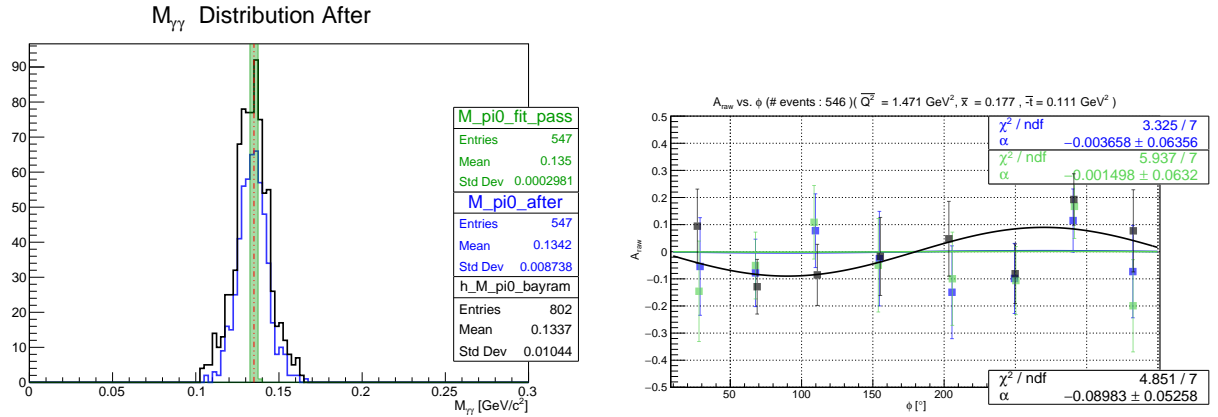 M_γγ Distribution After
90
80
70
60
50
40
30
20
10
0
0
0.05
0.1
0.15
0.2
0.25
0.3
M_γγ [GeV/c²]
M_pi0_fit_pass
Entries 547
Mean 0.135
Std Dev 0.0002981
M_pi0_after
Entries 547
Mean 0.1342
Std Dev 0.008738
h_M_pi0_bayram
Entries 802
Mean 0.1337
Std Dev 0.01044
A_raw vs. ϕ (# events : 546 )( Q̅² = 1.471 GeV², x̅ = 0.177 , -t̅ = 0.111 GeV² )
0.5
0.4
0.3
0.2
0.1
0
−0.1
−0.2
−0.3
−0.4
−0.5
A_raw
50
100
150
200
ϕ [°]
χ² / ndf 3.325 / 7
α −0.003658 ± 0.06356
χ² / ndf 5.937 / 7
α −0.001498 ± 0.0632
χ² / ndf 4.851 / 7
α −0.08983 ± 0.05258